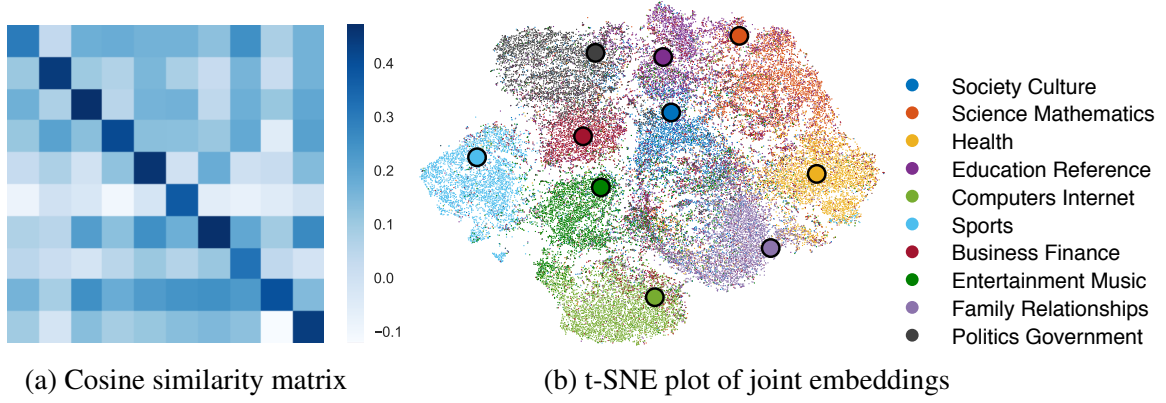 0.4
0.3
0.2
0.1
0.0
−0.1
Society Culture
Science Mathematics
Health
Education Reference
Computers Internet
Sports
Business Finance
Entertainment Music
Family Relationships
Politics Government
(a) Cosine similarity matrix
(b) t-SNE plot of joint embeddings